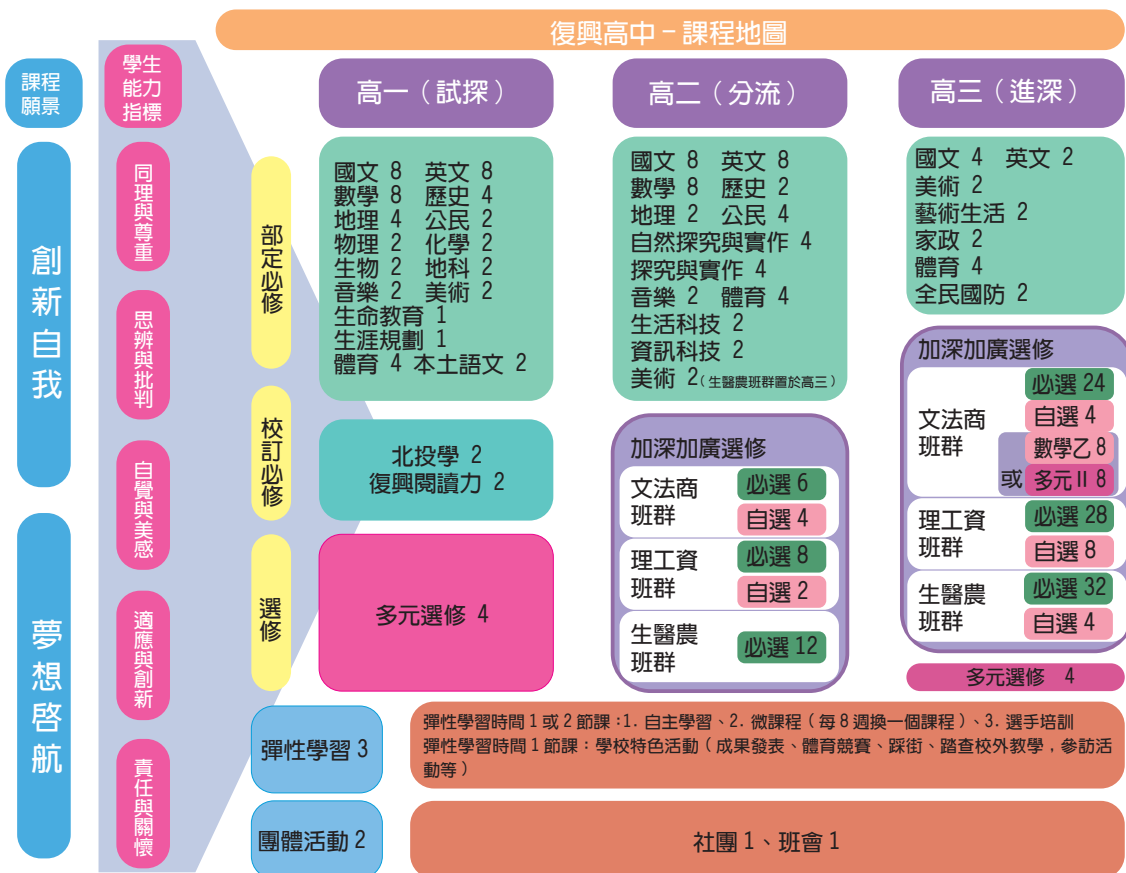 復興高中－課程地圖
課程
願景
學生
能力
指標
高一（試探）
高二（分流）
高三（進深）
創新自我
夢想啓航
同理與尊重
思辨與批判
自覺與美感
適應與創新
責任與關懷
部定必修
國文 8 英文 8
數學 8 歷史 4
地理 4 公民 2
物理 2 化學 2
生物 2 地科 2
音樂 2 美術 2
生命教育 1
生涯規劃 1
體育 4 本土語文 2
國文 8 英文 8
數學 8 歷史 2
地理 2 公民 4
自然探究與實作 4
探究與實作 4
音樂 2 體育 4
生活科技 2
資訊科技 2
美術 2（生醫農班群置於高三）
國文 4 英文 2
美術 2
藝術生活 2
家政 2
體育 4
全民國防 2
校訂必修
北投學 2
復興閱讀力 2
選修
多元選修 4
加深加廣選修
文法商
班群
必選 6
自選 4
理工資
班群
必選 8
自選 2
生醫農
班群
必選 12
加深加廣選修
文法商
班群
必選 24
自選 4
數學乙 8
或 多元 II 8
理工資
班群
必選 28
自選 8
生醫農
班群
必選 32
自選 4
多元選修 4
彈性學習 3
彈性學習時間 1 或 2 節課：1. 自主學習、2. 微課程（每 8 週換一個課程）、3. 選手培訓
彈性學習時間 1 節課：學校特色活動（成果發表、體育競賽、踩街、踏查校外教學，參訪活
動等）
團體活動 2
社團 1、班會 1